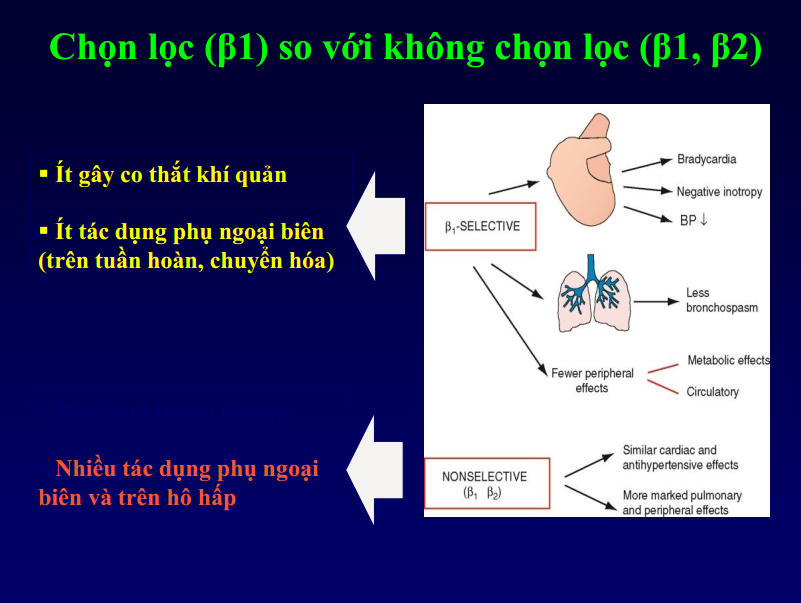 Chọn lọc (β1) so với không chọn lọc (β1, β2)
▪ Ít gây co thắt khí quản
▪ Ít tác dụng phụ ngoại biên
(trên tuần hoàn, chuyển hóa)
Nhiều tác dụng phụ ngoại
biên và trên hô hấp
β₁-SELECTIVE
Bradycardia
Negative inotropy
BP ↓
Less
bronchospasm
Fewer peripheral
effects
Metabolic effects
Circulatory
NONSELECTIVE
(β₁ β₂)
Similar cardiac and
antihypertensive effects
More marked pulmonary
and peripheral effects